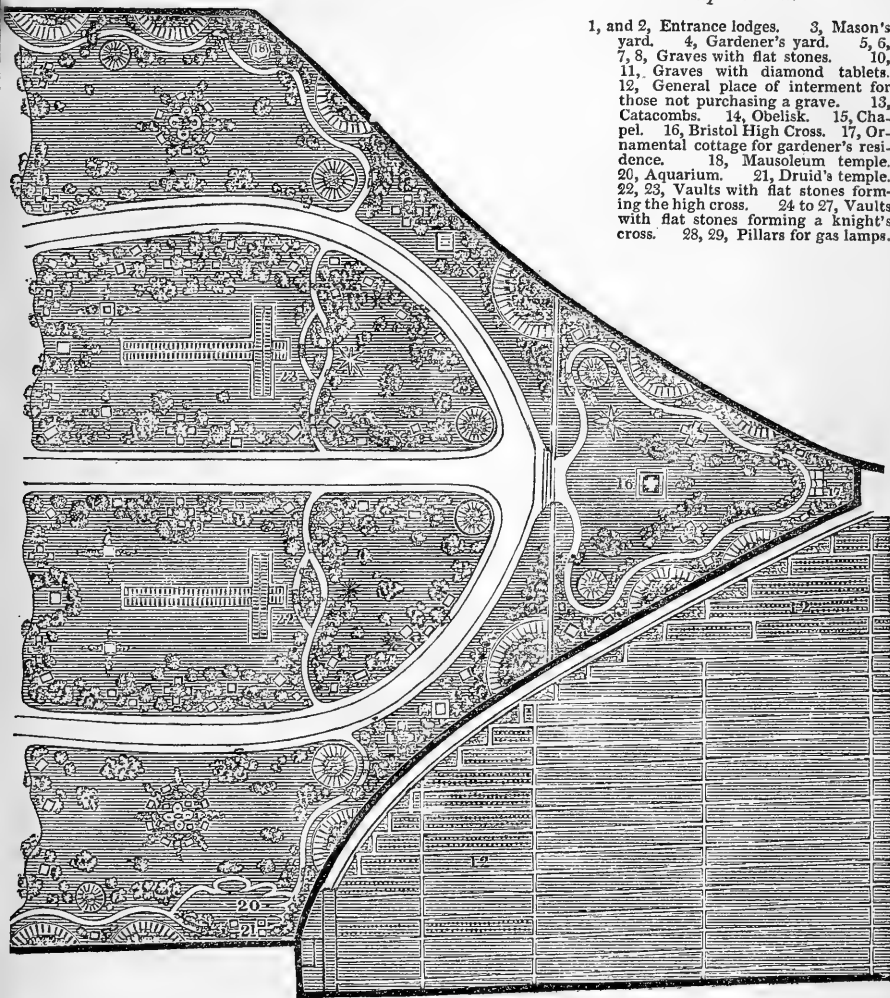 1, and 2, Entrance lodges. 3, Mason's
yard. 4, Gardener's yard. 5, 6,
7, 8, Graves with flat stones. 10,
11, Graves with diamond tablets.
12, General place of interment for
those not purchasing a grave. 13,
Catacombs. 14, Obelisk. 15, Cha-
pel. 16, Bristol High Cross. 17, Or-
namental cottage for gardener's resi-
dence. 18, Mausoleum temple.
20, Aquarium. 21, Druid's temple.
22, 23, Vaults with flat stones form-
ing the high cross. 24 to 27, Vaults
with flat stones forming a knight's
cross. 28, 29, Pillars for gas lamps.
18
23
16
17
12
22
12
20
21